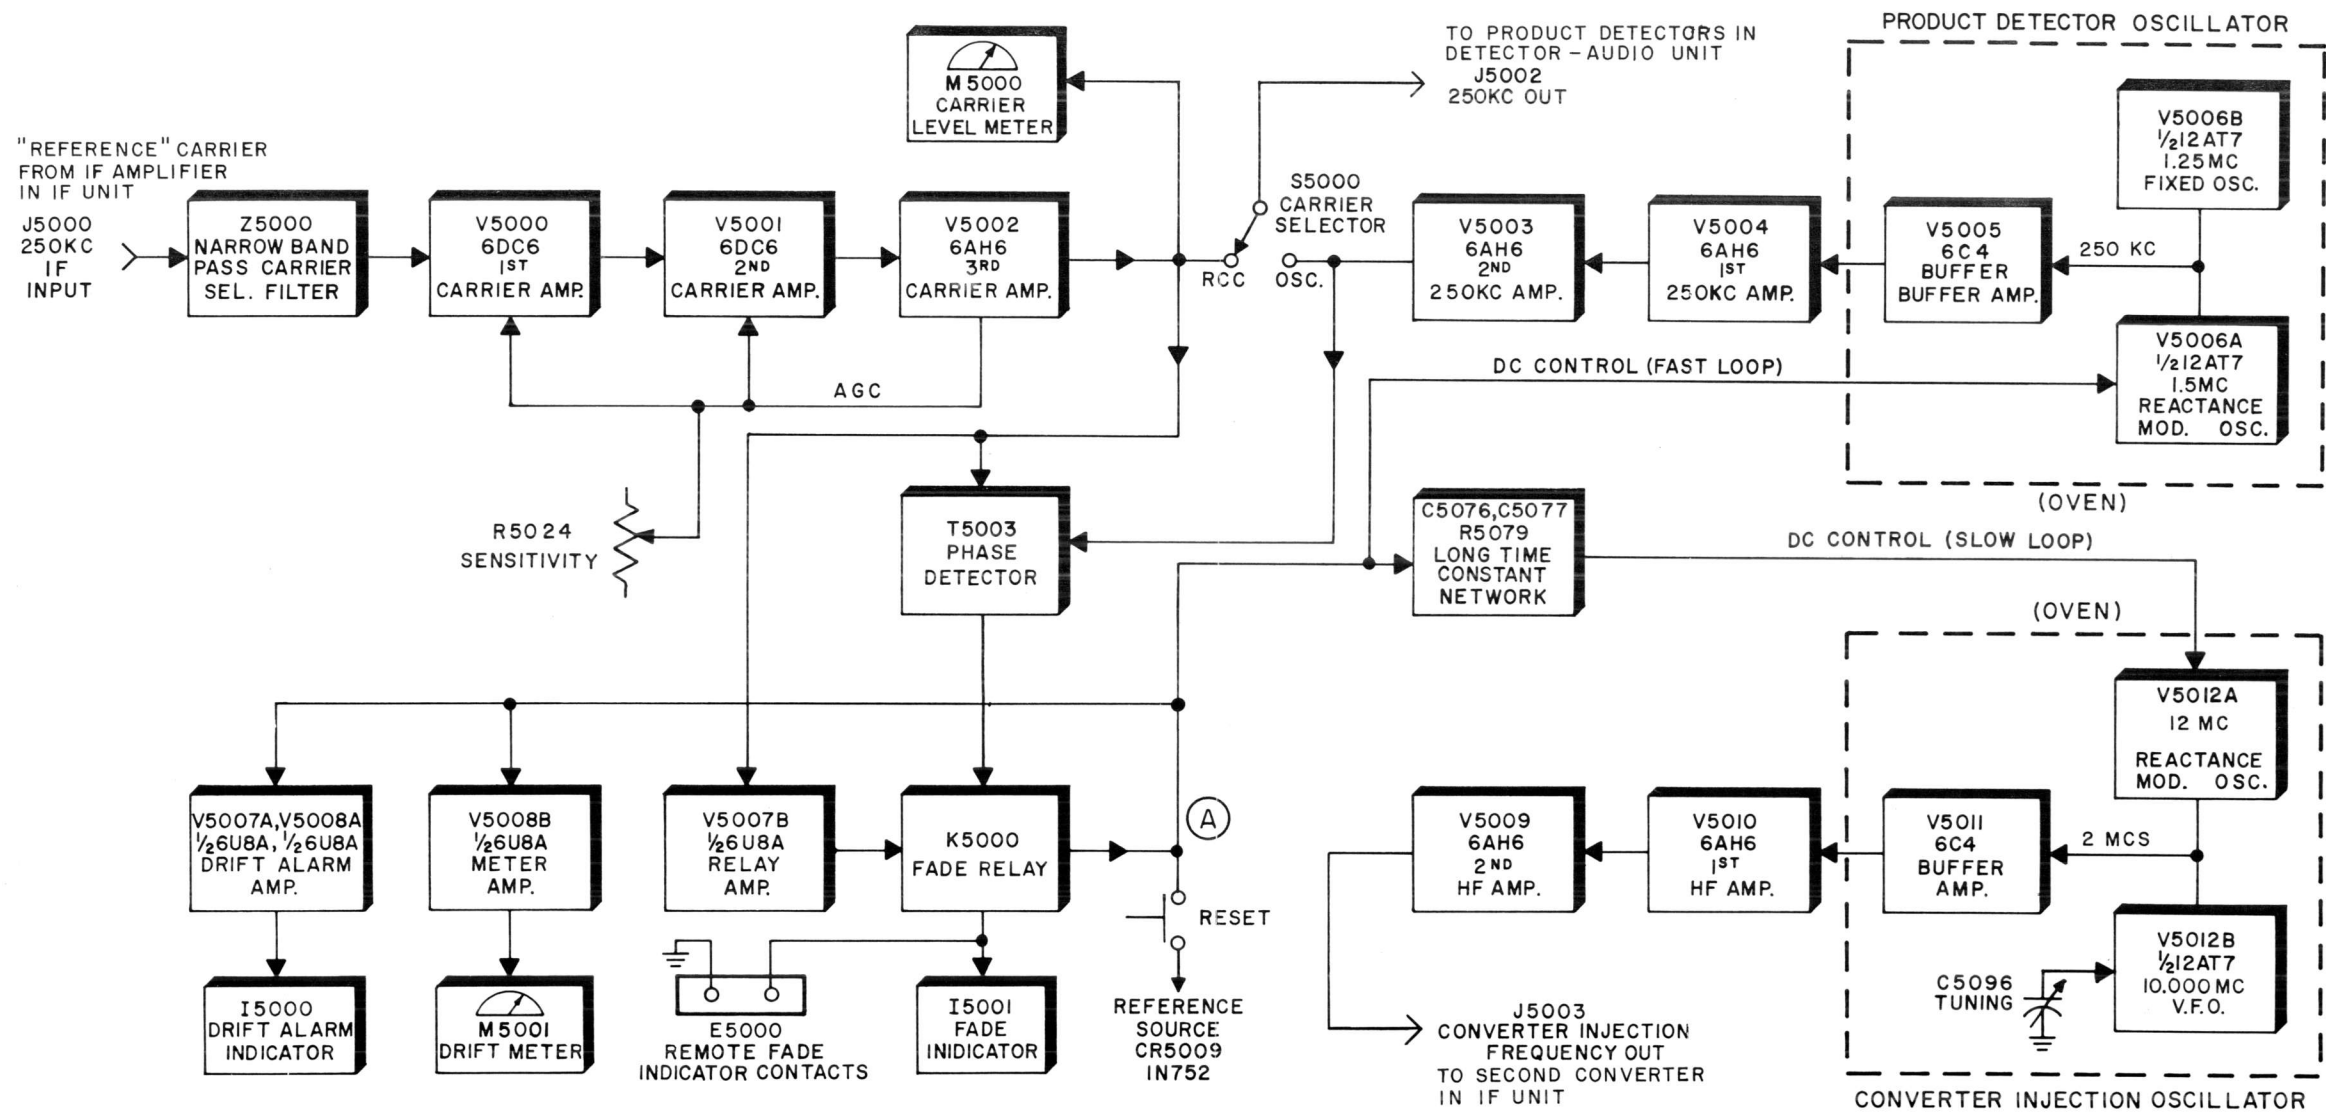 PRODUCT DETECTOR OSCILLATOR
TO PRODUCT DETECTORS IN
DETECTOR-AUDIO UNIT
J5002
250KC OUT
M5000
CARRIER
LEVEL METER
"REFERENCE" CARRIER
FROM IF AMPLIFIER
IN IF UNIT
J5000
250KC
IF
INPUT
Z5000
NARROW BAND
PASS CARRIER
SEL. FILTER
V5000
6DC6
1ST
CARRIER AMP.
V5001
6DC6
2ND
CARRIER AMP.
V5002
6AH6
3RD
CARRIER AMP.
S5000
CARRIER
SELECTOR
RCC
OSC.
V5003
6AH6
2ND
250KC AMP.
V5004
6AH6
1ST
250KC AMP.
V5005
6C4
BUFFER
BUFFER AMP.
250 KC
V5006B
1/2 12AT7
1.25MC
FIXED OSC.
V5006A
1/2 12AT7
1.5MC
REACTANCE
MOD. OSC.
AGC
DC CONTROL (FAST LOOP)
(OVEN)
R5024
SENSITIVITY
T5003
PHASE
DETECTOR
C5076,C5077
R5079
LONG TIME
CONSTANT
NETWORK
DC CONTROL (SLOW LOOP)
(OVEN)
V5012A
12 MC
REACTANCE
MOD. OSC.
V5007A,V5008A
1/2 6U8A, 1/2 6U8A
DRIFT ALARM
AMP.
V5008B
1/2 6U8A
METER
AMP.
V5007B
1/2 6U8A
RELAY
AMP.
K5000
FADE RELAY
A
RESET
V5009
6AH6
2ND
HF AMP.
V5010
6AH6
1ST
HF AMP.
V5011
6C4
BUFFER
AMP.
2 MCS
V5012B
1/2 12AT7
10.000MC
V.F.O.
C5096
TUNING
I5000
DRIFT ALARM
INDICATOR
M5001
DRIFT METER
E5000
REMOTE FADE
INDICATOR CONTACTS
I5001
FADE
INIDICATOR
REFERENCE
SOURCE
CR5009
IN752
J5003
CONVERTER INJECTION
FREQUENCY OUT
TO SECOND CONVERTER
IN IF UNIT
CONVERTER INJECTION OSCILLATOR